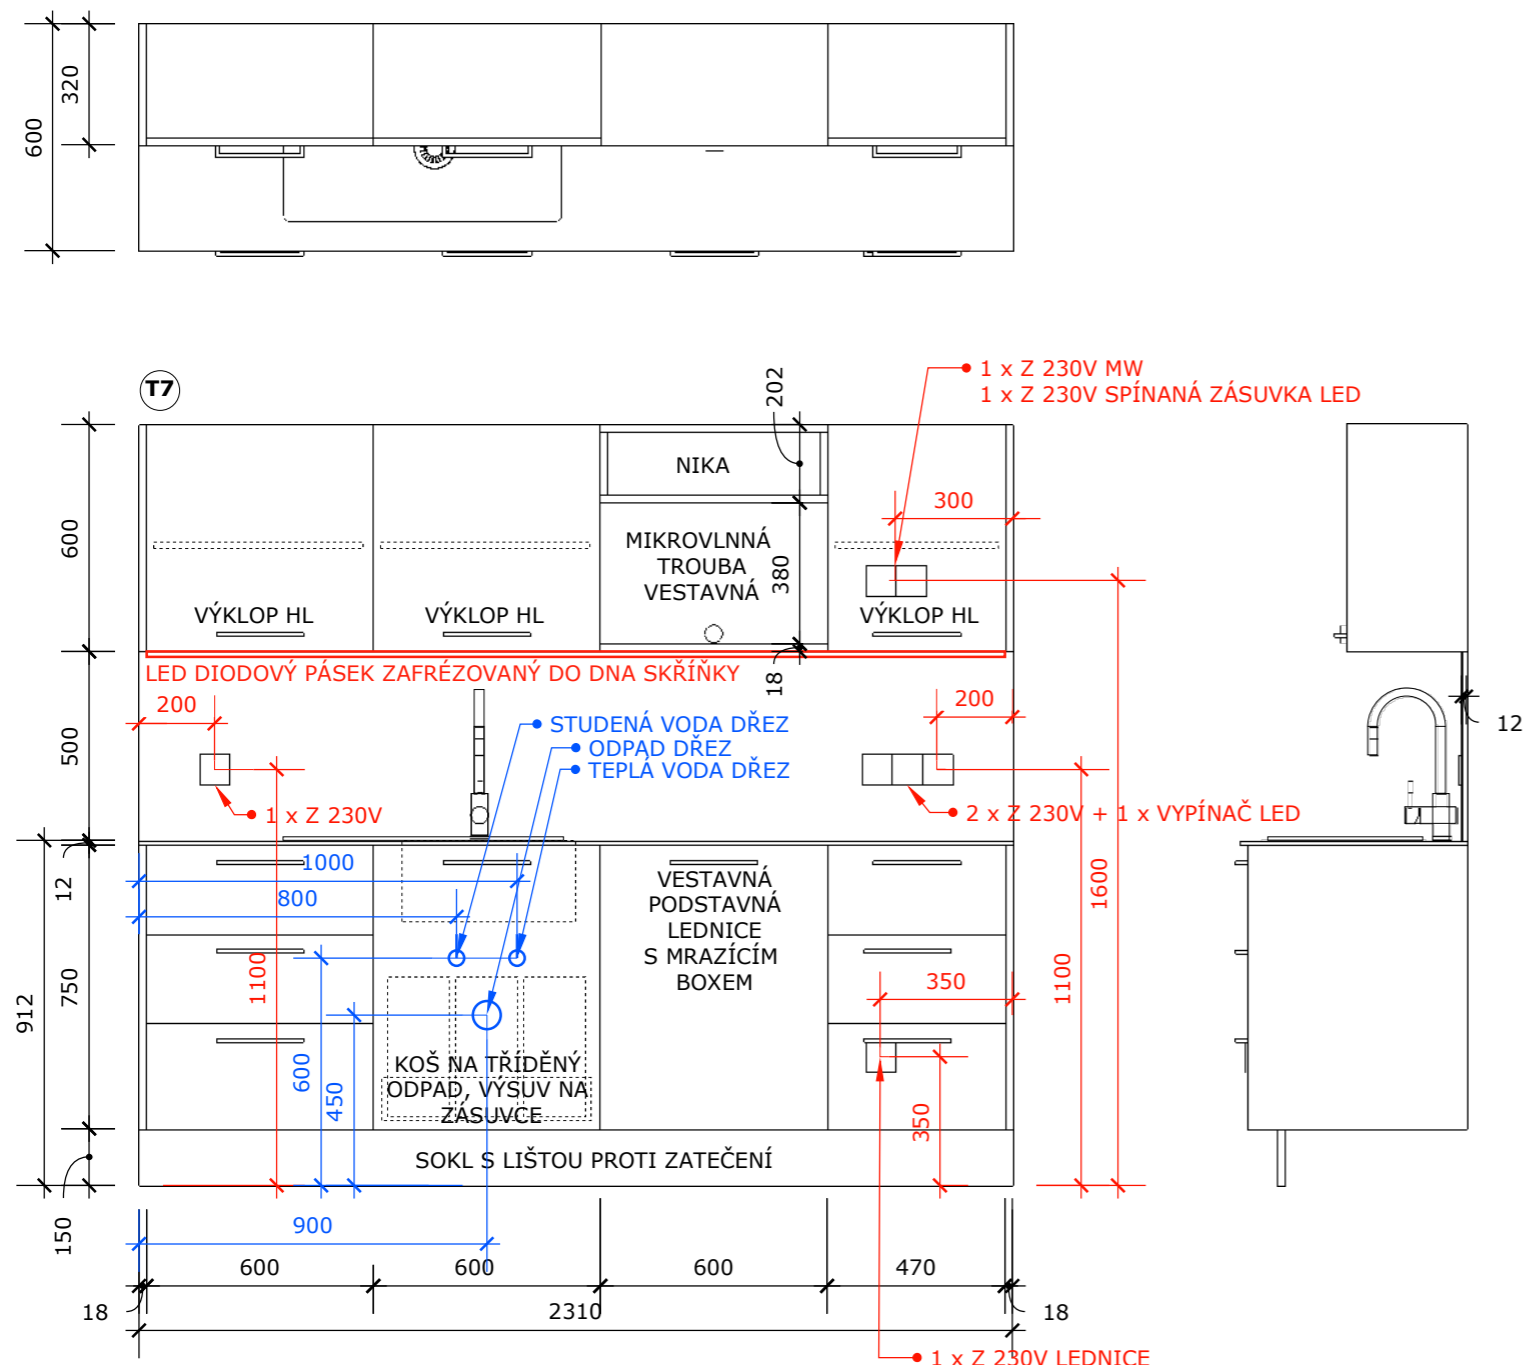 320
600
T7
202
1 x Z 230V MW
1 x Z 230V SPÍNANÁ ZÁSUVKA LED
NIKA
300
600
MIKROVLNNÁ
TROUBA
VESTAVNÁ
380
VÝKLOP HL
VÝKLOP HL
VÝKLOP HL
LED DIODOVÝ PÁSEK ZAFRÉZOVANÝ DO DNA SKŘÍŇKY
18
200
200
12
STUDENÁ VODA DŘEZ
ODPAD DŘEZ
TEPLÁ VODA DŘEZ
500
1 x Z 230V
2 x Z 230V + 1 x VYPÍNAČ LED
1000
800
12
VESTAVNÁ
PODSTAVNÁ
LEDNICE
S MRAZÍCÍM
BOXEM
1600
750
912
1100
350
1100
600
450
KOŠ NA TŘÍDĚNÝ
ODPAD, VÝSUV NA
ZÁSUVCE
350
SOKL S LIŠTOU PROTI ZATEČENÍ
150
900
600
600
600
470
18
2310
18
1 x Z 230V LEDNICE